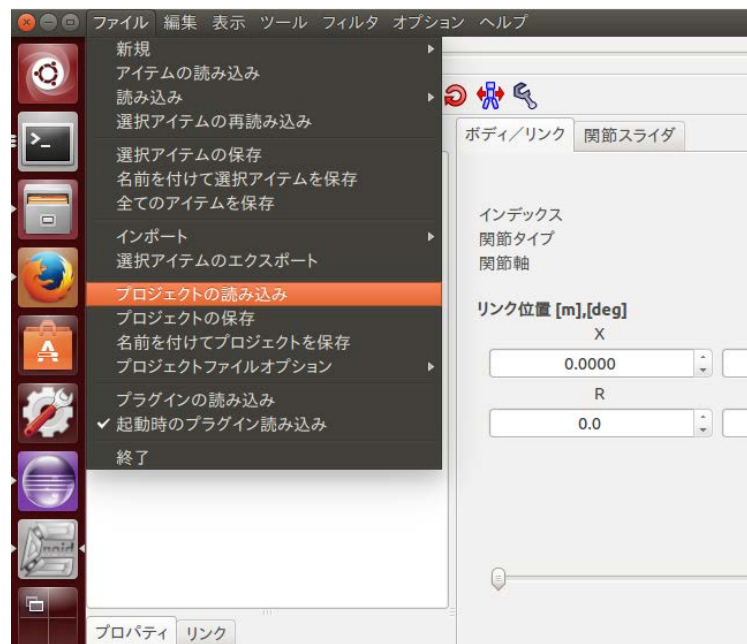 ファイル 編集 表示 ツール フィルタ オプション ヘルプ
新規
アイテムの読み込み
読み込み
選択アイテムの再読み込み
選択アイテムの保存
名前を付けて選択アイテムを保存
全てのアイテムを保存
インポート
選択アイテムのエクスポート
プロジェクトの読み込み
プロジェクトの保存
名前を付けてプロジェクトを保存
プロジェクトファイルオプション
プラグインの読み込み
起動時のプラグイン読み込み
終了
ボディ／リンク 関節スライダ
インデックス
関節タイプ
関節軸
リンク位置 [m],[deg]
X
0.0000
R
0.0
プロパティ リンク